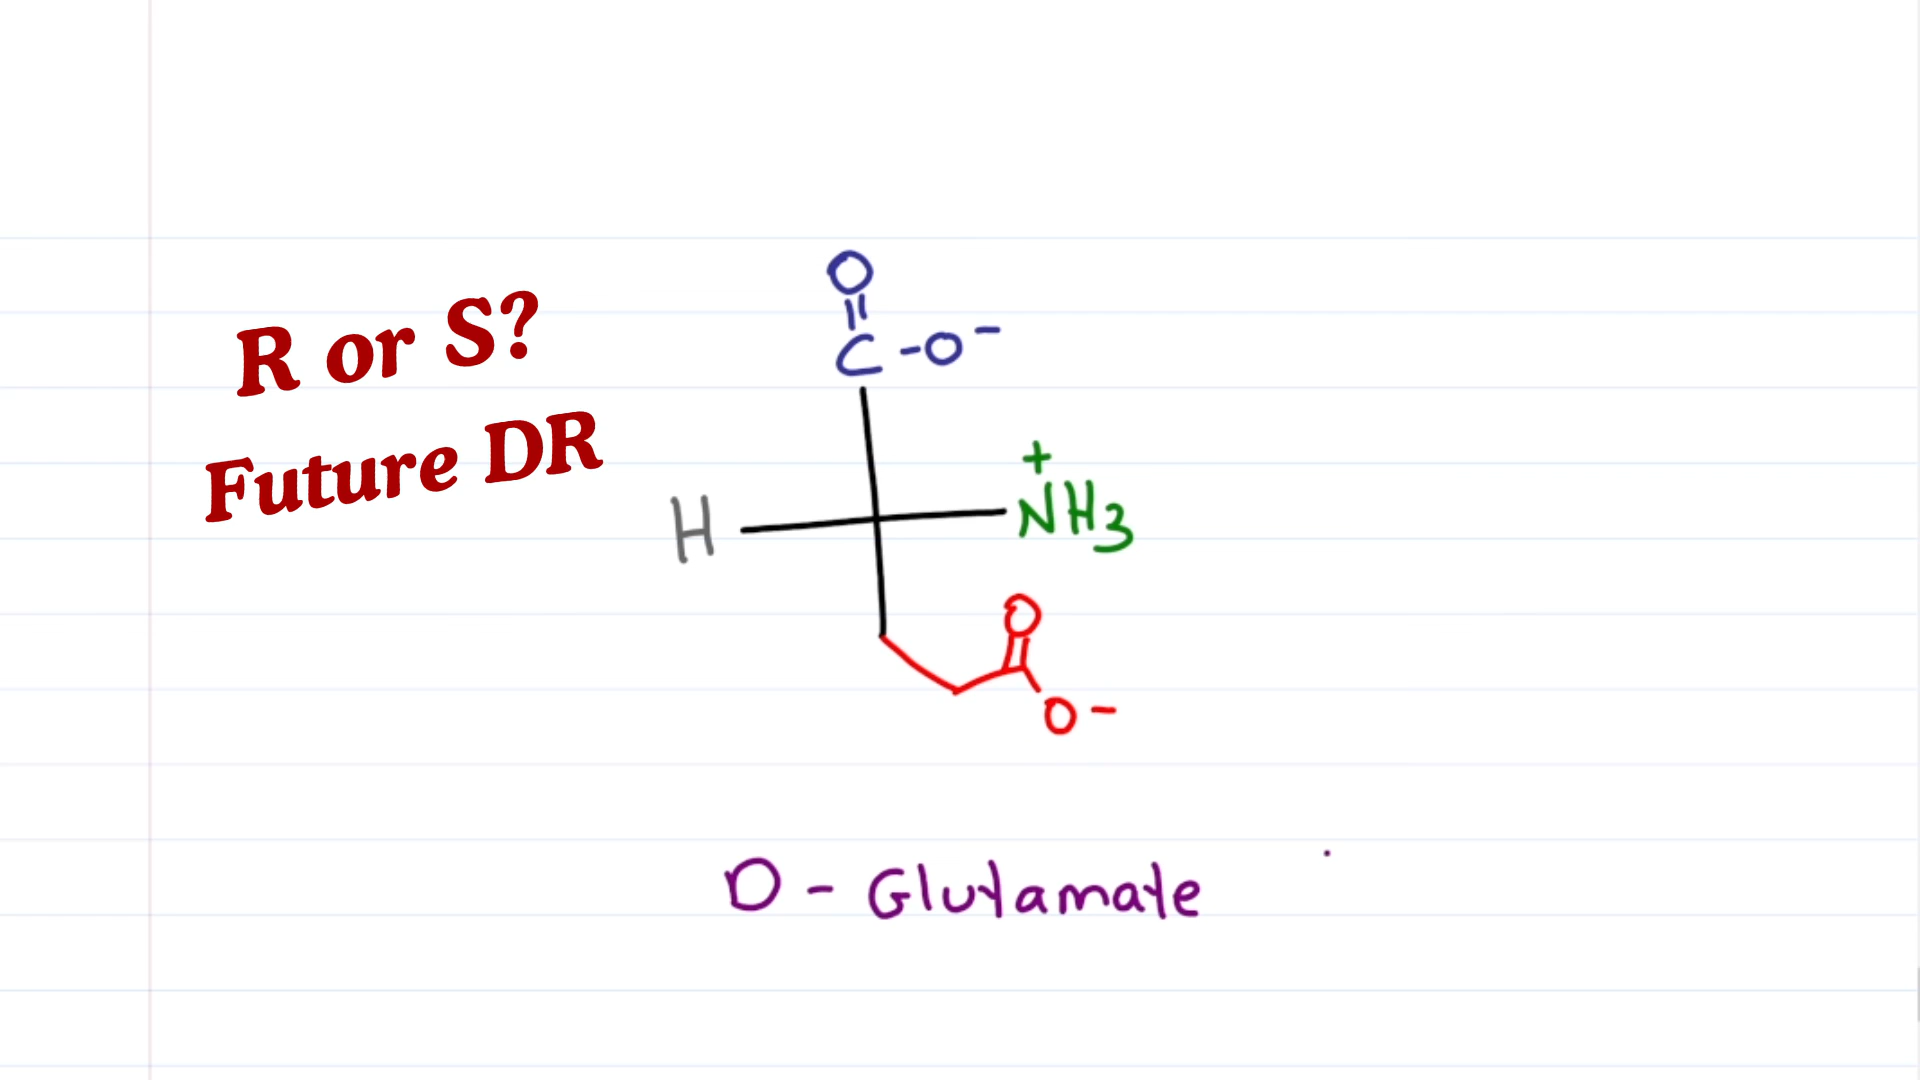 R or S?
Future DR
O
C-O⁻
+
H NH3
O
O⁻
D - Glutamate